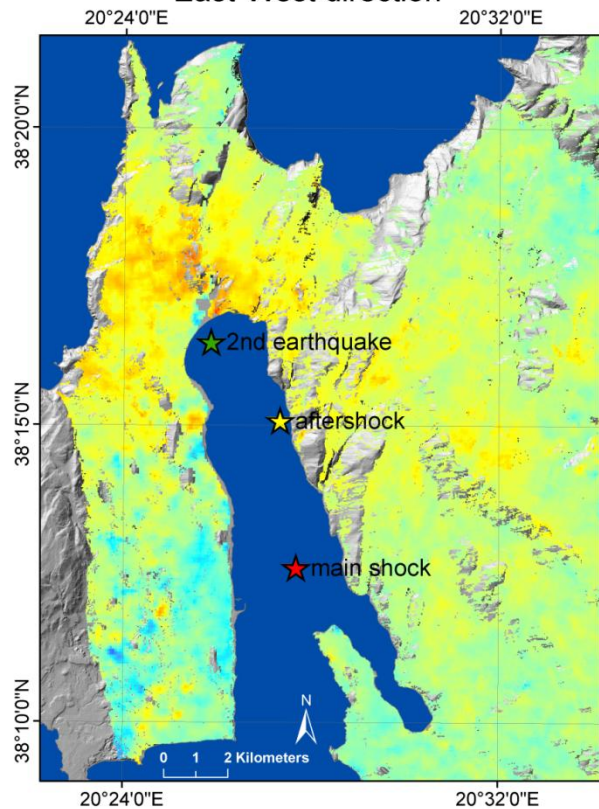 East-West direction
20°24'0"E
20°32'0"E
38°20'0"N
38°15'0"N
38°10'0"N
2nd earthquake
aftershock
main shock
N
0 1 2 Kilometers
20°24'0"E
20°32'0"E